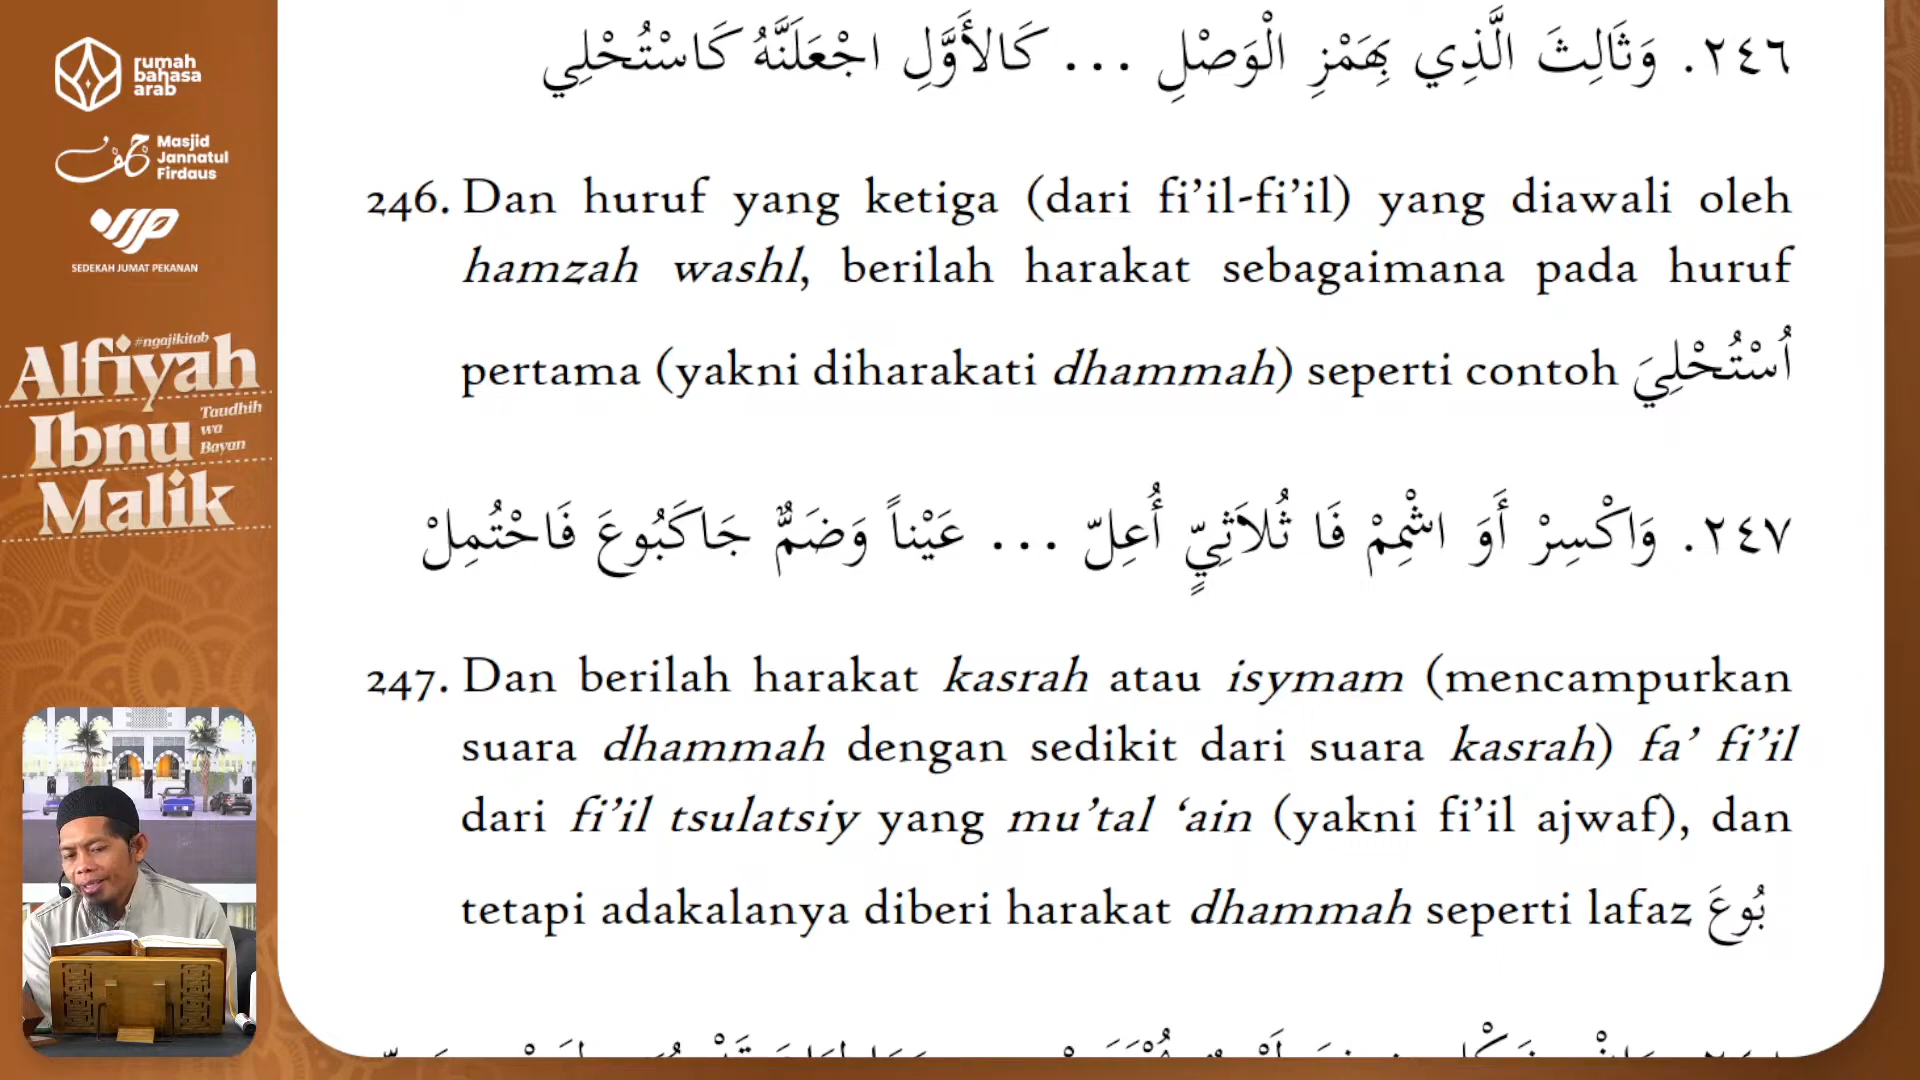 rumah
bahasa
arab
Masjid
Jannatul
Firdaus
SEDEKAH JUMAT PEKANAN
#ngajikitab
Alfiyah
Ibnu
Malik
Taudhih
wa
Bayan
٢٤٦. وَثَالِثَ الَّذِي بِهَمْزِ الْوَصْلِ ... كَالأَوَّلِ اجْعَلَنَّهُ كَاسْتُحْلِي
246. Dan huruf yang ketiga (dari fi’il-fi’il) yang diawali oleh
hamzah washl, berilah harakat sebagaimana pada huruf
pertama (yakni diharakati dhammah) seperti contoh اُسْتُحْلِيَ
٢٤٧. وَاكْسِرْ أَوَ اشْمِمْ فَا ثُلاَثِيٍّ أُعِلّ ... عَيْناً وَضَمٌّ جَاكَبُوعَ فَاحْتُمِلْ
247. Dan berilah harakat kasrah atau isymam (mencampurkan
suara dhammah dengan sedikit dari suara kasrah) fa’ fi’il
dari fi’il tsulatsiy yang mu’tal ‘ain (yakni fi’il ajwaf), dan
tetapi adakalanya diberi harakat dhammah seperti lafaz بُوعَ